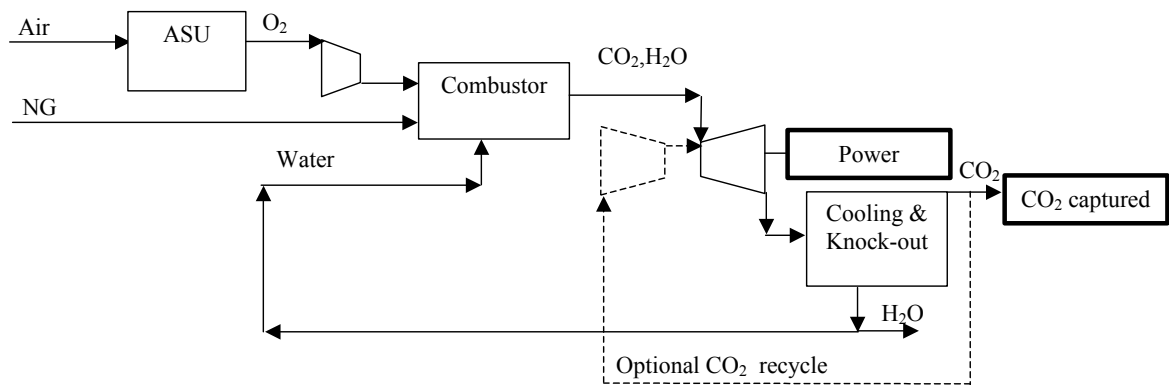 Air
ASU
O₂
NG
Combustor
CO₂,H₂O
Water
Power
CO₂
CO₂ captured
Cooling &
Knock-out
H₂O
Optional CO₂ recycle